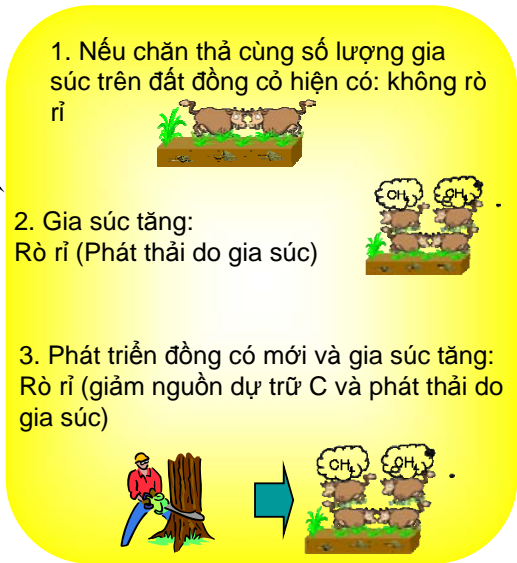 1. Nếu chăn thả cùng số lượng gia
súc trên đất đồng cỏ hiện có: không rò
rỉ
CH₄ CH₄
2. Gia súc tăng:
Rò rỉ (Phát thải do gia súc)
3. Phát triển đồng có mới và gia súc tăng:
Rò rỉ (giảm nguồn dự trữ C và phát thải do
gia súc)
CH₄ CH₄